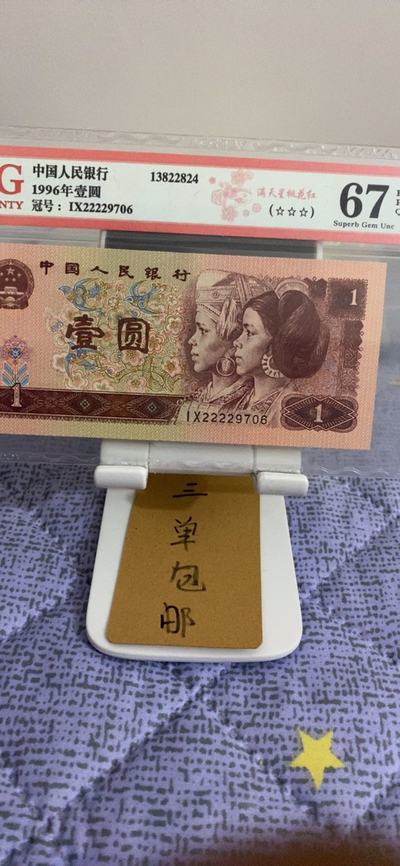 G
NTY
中国人民银行
1996年壹圆
冠号：IX22229706
13822824
满天星桃花红
(☆☆☆)
67
Superb Gem Unc
中国人民银行
壹圆
1
1
1
IX22229706
三
单
包
邮